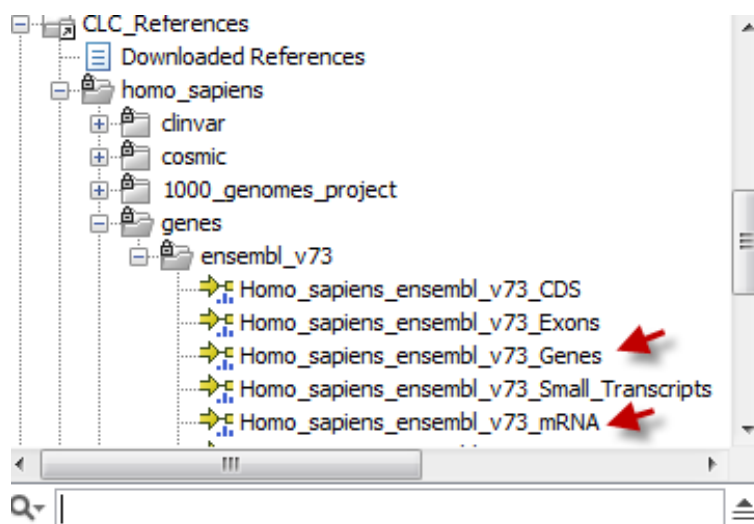 CLC_References
Downloaded References
homo_sapiens
clinvar
cosmic
1000_genomes_project
genes
ensembl_v73
Homo_sapiens_ensembl_v73_CDS
Homo_sapiens_ensembl_v73_Exons
Homo_sapiens_ensembl_v73_Genes
Homo_sapiens_ensembl_v73_Small_Transcripts
Homo_sapiens_ensembl_v73_mRNA